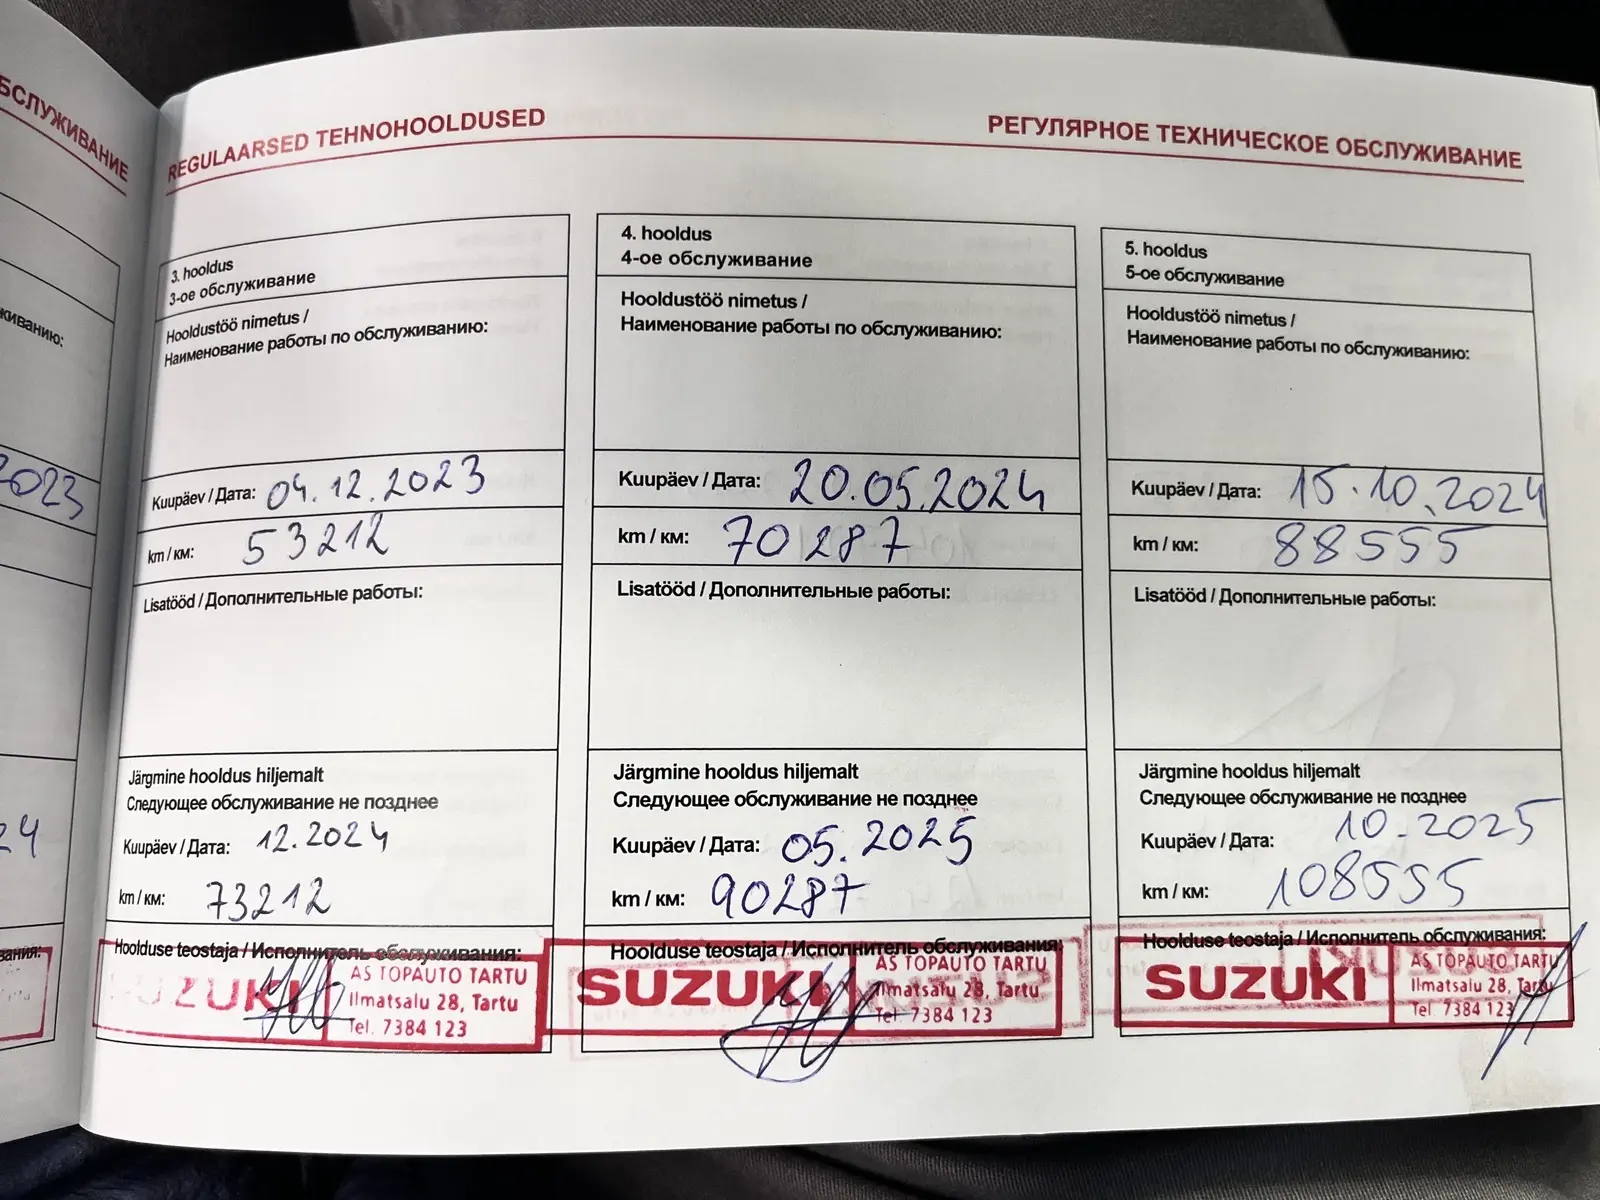 БСЛУЖИВАНИЕ
живанию:
2023
24
вания:
REGULAARSED TEHNOHOOLDUSED
РЕГУЛЯРНОЕ ТЕХНИЧЕСКОЕ ОБСЛУЖИВАНИЕ
3. hooldus
3-ое обслуживание
Hooldustöö nimetus /
Наименование работы по обслуживанию:
Kuupäev / Дата: 04.12.2023
km / км: 53212
Lisatööd / Дополнительные работы:
Järgmine hooldus hiljemalt
Следующее обслуживание не позднее
Kuupäev / Дата: 12.2024
km / км: 73212
Hoolduse teostaja / Исполнитель обслуживания:
SUZUKI
AS TOPAUTO TARTU
Ilmatsalu 28, Tartu
Tel. 7384 123
4. hooldus
4-ое обслуживание
Hooldustöö nimetus /
Наименование работы по обслуживанию:
Kuupäev / Дата: 20.05.2024
km / км: 70287
Lisatööd / Дополнительные работы:
Järgmine hooldus hiljemalt
Следующее обслуживание не позднее
Kuupäev / Дата: 05.2025
km / км: 90287
Hoolduse teostaja / Исполнитель обслуживания:
SUZUKI
AS TOPAUTO TARTU
Ilmatsalu 28, Tartu
Tel. 7384 123
5. hooldus
5-ое обслуживание
Hooldustöö nimetus /
Наименование работы по обслуживанию:
Kuupäev / Дата: 15.10.2024
km / км: 88555
Lisatööd / Дополнительные работы:
Järgmine hooldus hiljemalt
Следующее обслуживание не позднее
Kuupäev / Дата: 10.2025
km / км: 108555
Hoolduse teostaja / Исполнитель обслуживания:
SUZUKI
AS TOPAUTO TARTU
Ilmatsalu 28, Tartu
Tel. 7384 123